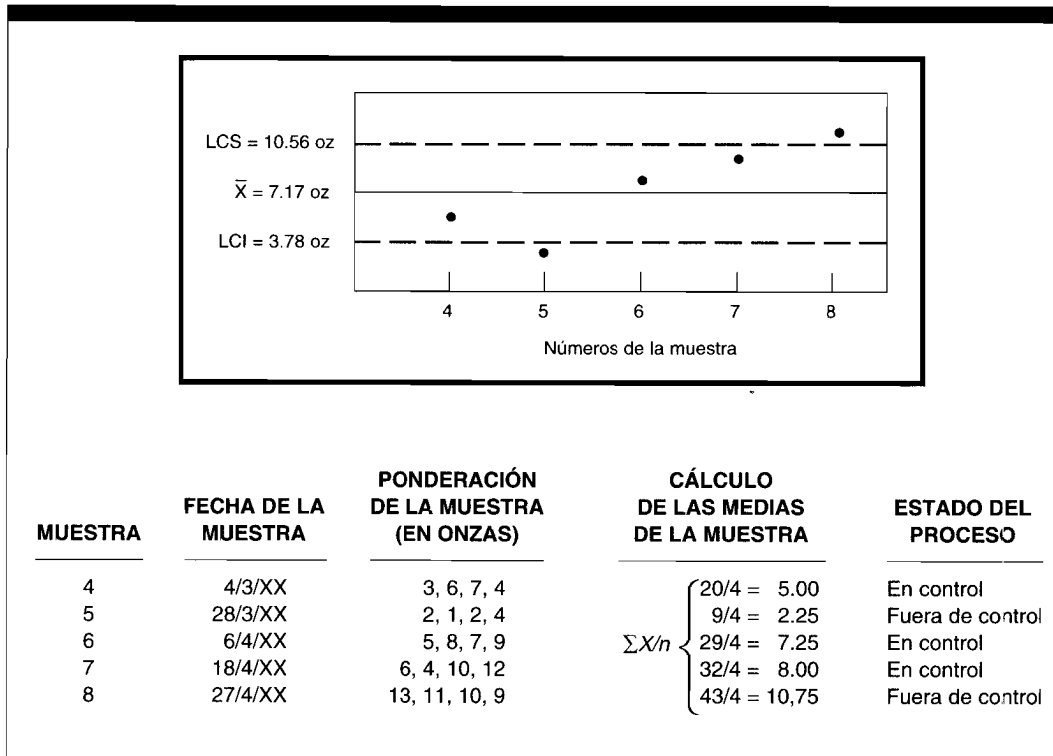 LCS = 10.56 oz
X̄ = 7.17 oz
LCI = 3.78 oz
4 5 6 7 8
Números de la muestra
MUESTRA FECHA DE LA MUESTRA PONDERACIÓN DE LA MUESTRA (EN ONZAS) CÁLCULO DE LAS MEDIAS DE LA MUESTRA ESTADO DEL PROCESO
4 4/3/XX 3, 6, 7, 4 20/4 = 5.00 En control
5 28/3/XX 2, 1, 2, 4 9/4 = 2.25 Fuera de control
6 6/4/XX 5, 8, 7, 9 ΣX/n 29/4 = 7.25 En control
7 18/4/XX 6, 4, 10, 12 32/4 = 8.00 En control
8 27/4/XX 13, 11, 10, 9 43/4 = 10,75 Fuera de control